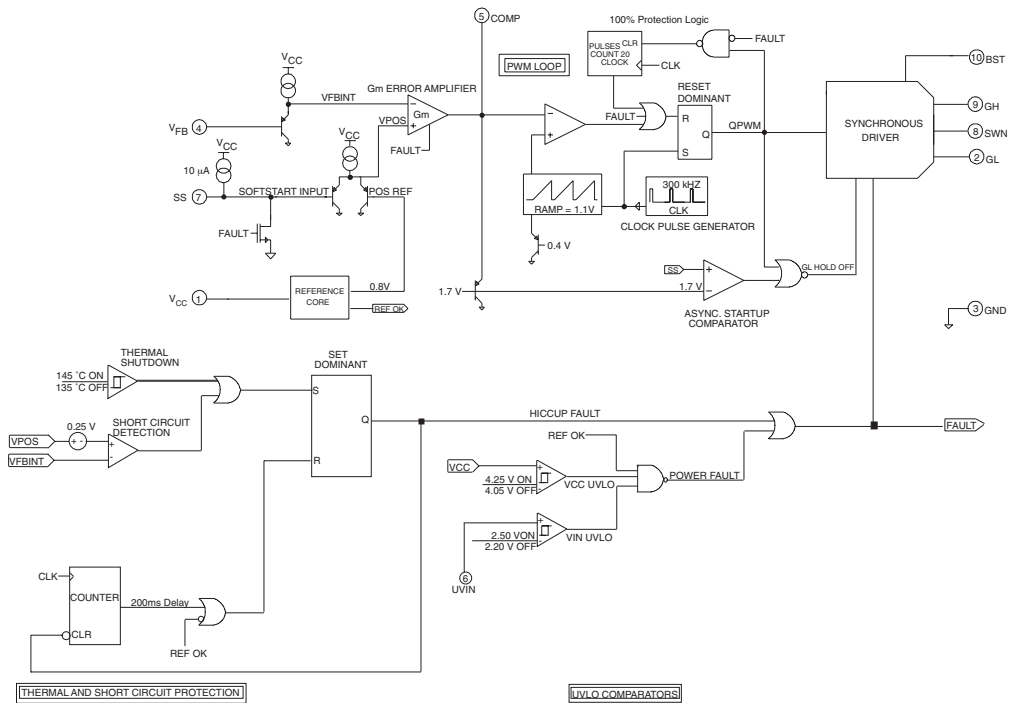 5 COMP
100% Protection Logic
PULSES CLR
COUNT 20
CLOCK
CLK
FAULT
PWM LOOP
10 BST
VCC
Gm ERROR AMPLIFIER
RESET
DOMINANT
VFBINT
Gm
VPOS
VFB 4
VCC
FAULT
FAULT
R
Q
S
QPWM
SYNCHRONOUS
DRIVER
9 GH
8 SWN
2 GL
VCC
10 µA
SS 7
SOFTSTART INPUT
POS REF
300 kHZ
CLK
RAMP = 1.1V
CLOCK PULSE GENERATOR
FAULT
0.4 V
SS
GL HOLD OFF
VCC 1
REFERENCE
CORE
0.8V
REF OK
1.7 V
1.7 V
ASYNC. STARTUP
COMPARATOR
3 GND
THERMAL
SHUTDOWN
145 ˚C ON
135 ˚C OFF
SET
DOMINANT
S
Q
R
0.25 V
SHORT CIRCUIT
DETECTION
VPOS
VFBINT
HICCUP FAULT
FAULT
REF OK
VCC
4.25 V ON
4.05 V OFF
VCC UVLO
POWER FAULT
2.50 VON
2.20 V OFF
VIN UVLO
6
UVIN
CLK
COUNTER
CLR
200ms Delay
REF OK
THERMAL AND SHORT CIRCUIT PROTECTION
UVLO COMPARATORS